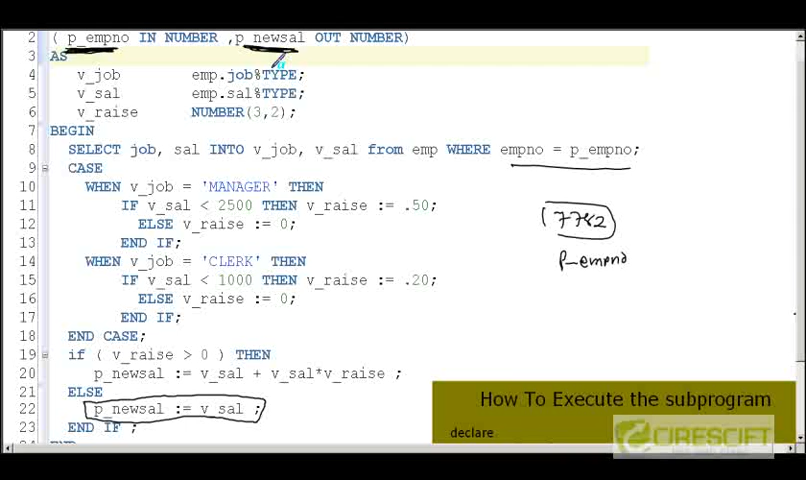 2 ( p_empno IN NUMBER ,p_newsal OUT NUMBER)
3 AS
4 v_job emp.job%TYPE;
5 v_sal emp.sal%TYPE;
6 v_raise NUMBER(3,2);
7 BEGIN
8 SELECT job, sal INTO v_job, v_sal from emp WHERE empno = p_empno;
9 CASE
10 WHEN v_job = 'MANAGER' THEN
11 IF v_sal < 2500 THEN v_raise := .50;
12 ELSE v_raise := 0;
13 END IF;
14 WHEN v_job = 'CLERK' THEN
15 IF v_sal < 1000 THEN v_raise := .20;
16 ELSE v_raise := 0;
17 END IF;
18 END CASE;
19 if ( v_raise > 0 ) THEN
20 p_newsal := v_sal + v_sal*v_raise ;
21 ELSE
22 p_newsal := v_sal ;
23 END IF ;
7782
p_empno
How To Execute the subprogram
declare